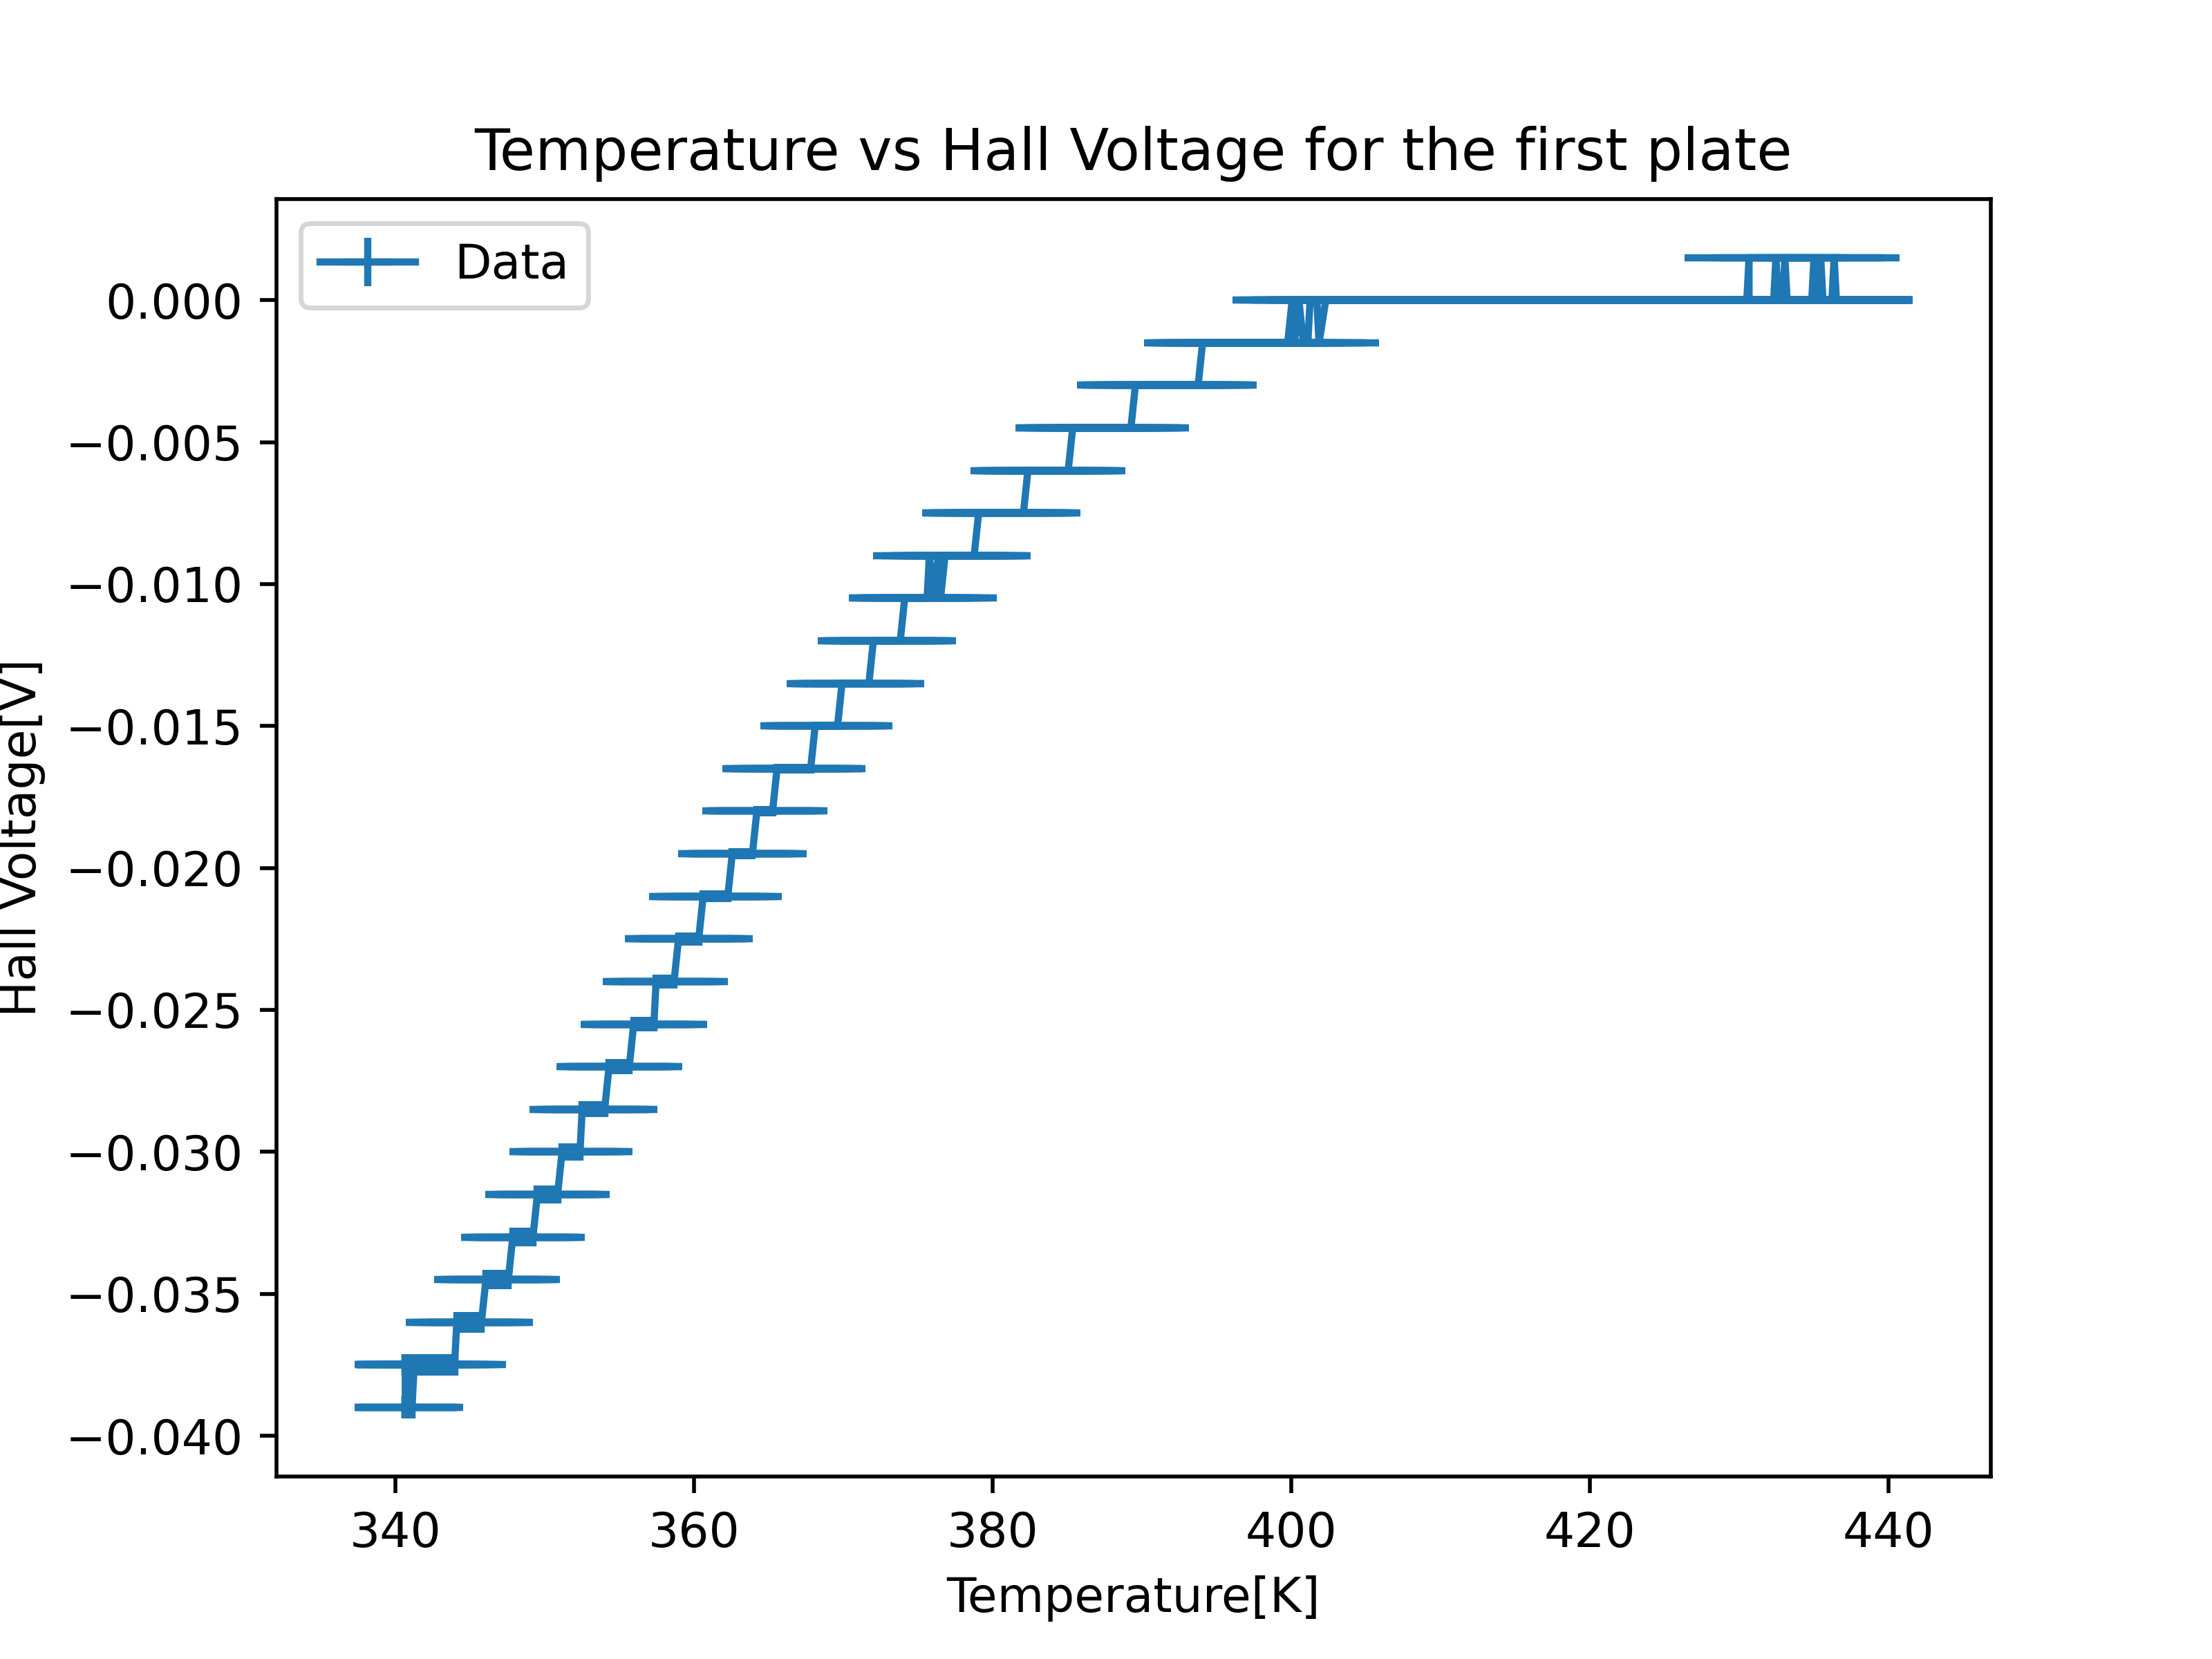 Temperature vs Hall Voltage for the first plate
Data
0.000
−0.005
−0.010
−0.015
−0.020
−0.025
−0.030
−0.035
−0.040
Hall Voltage[V]
340 360 380 400 420 440
Temperature[K]